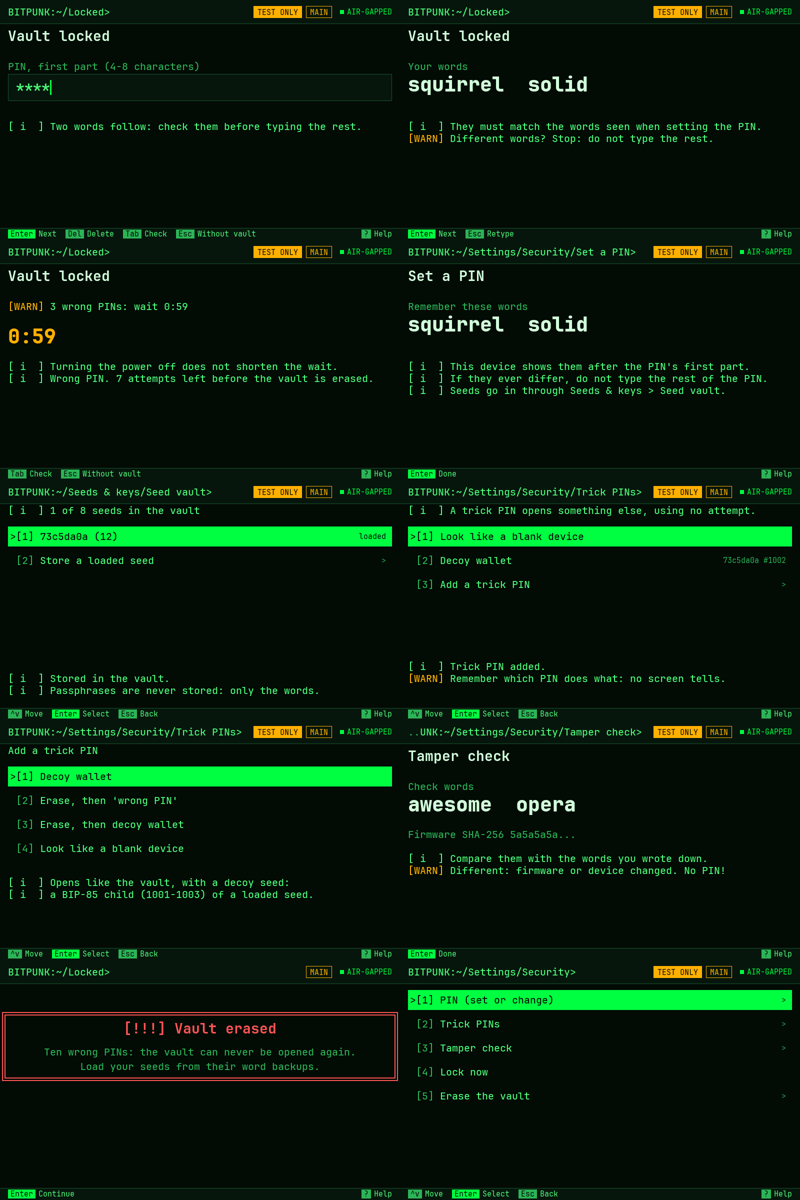 BITPUNK:~/Locked> TEST ONLY MAIN AIR-GAPPED
Vault locked
PIN, first part (4-8 characters)
****
[ i ] Two words follow: check them before typing the rest.
Enter Next Del Delete Tab Check Esc Without vault ? Help
BITPUNK:~/Locked> TEST ONLY MAIN AIR-GAPPED
Vault locked
Your words
squirrel solid
[ i ] They must match the words seen when setting the PIN.
[WARN] Different words? Stop: do not type the rest.
Enter Next Esc Retype ? Help
BITPUNK:~/Locked> TEST ONLY MAIN AIR-GAPPED
Vault locked
[WARN] 3 wrong PINs: wait 0:59
0:59
[ i ] Turning the power off does not shorten the wait.
[ i ] Wrong PIN. 7 attempts left before the vault is erased.
Tab Check Esc Without vault ? Help
BITPUNK:~/Settings/Security/Set a PIN> TEST ONLY MAIN AIR-GAPPED
Set a PIN
Remember these words
squirrel solid
[ i ] This device shows them after the PIN's first part.
[ i ] If they ever differ, do not type the rest of the PIN.
[ i ] Seeds go in through Seeds & keys > Seed vault.
Enter Done ? Help
BITPUNK:~/Seeds & keys/Seed vault> TEST ONLY MAIN AIR-GAPPED
[ i ] 1 of 8 seeds in the vault
>[1] 73c5da0a (12) loaded
[2] Store a loaded seed >
[ i ] Stored in the vault.
[ i ] Passphrases are never stored: only the words.
^v Move Enter Select Esc Back ? Help
BITPUNK:~/Settings/Security/Trick PINs> TEST ONLY MAIN AIR-GAPPED
[ i ] A trick PIN opens something else, using no attempt.
>[1] Look like a blank device
[2] Decoy wallet 73c5da0a #1002
[3] Add a trick PIN >
[ i ] Trick PIN added.
[WARN] Remember which PIN does what: no screen tells.
^v Move Enter Select Esc Back ? Help
BITPUNK:~/Settings/Security/Trick PINs> TEST ONLY MAIN AIR-GAPPED
Add a trick PIN
>[1] Decoy wallet
[2] Erase, then 'wrong PIN'
[3] Erase, then decoy wallet
[4] Look like a blank device
[ i ] Opens like the vault, with a decoy seed:
[ i ] a BIP-85 child (1001-1003) of a loaded seed.
^v Move Enter Select Esc Back ? Help
..UNK:~/Settings/Security/Tamper check> TEST ONLY MAIN AIR-GAPPED
Tamper check
Check words
awesome opera
Firmware SHA-256 5a5a5a5a...
[ i ] Compare them with the words you wrote down.
[WARN] Different: firmware or device changed. No PIN!
Enter Done ? Help
BITPUNK:~/Locked> MAIN AIR-GAPPED
[!!!] Vault erased
Ten wrong PINs: the vault can never be opened again.
Load your seeds from their word backups.
Enter Continue ? Help
BITPUNK:~/Settings/Security> TEST ONLY MAIN AIR-GAPPED
>[1] PIN (set or change) >
[2] Trick PINs >
[3] Tamper check >
[4] Lock now
[5] Erase the vault >
^v Move Enter Select Esc Back ? Help